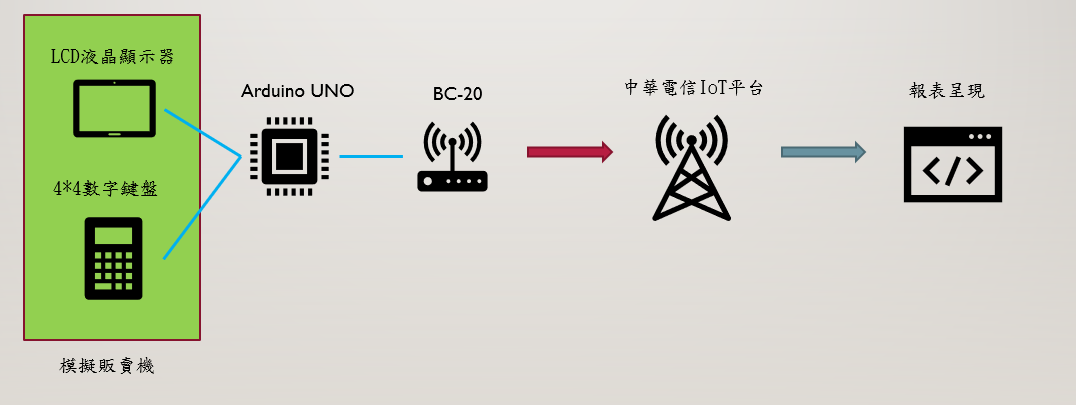 LCD液晶顯示器
4*4數字鍵盤
模擬販賣機
Arduino UNO
BC-20
中華電信IoT平台
報表呈現